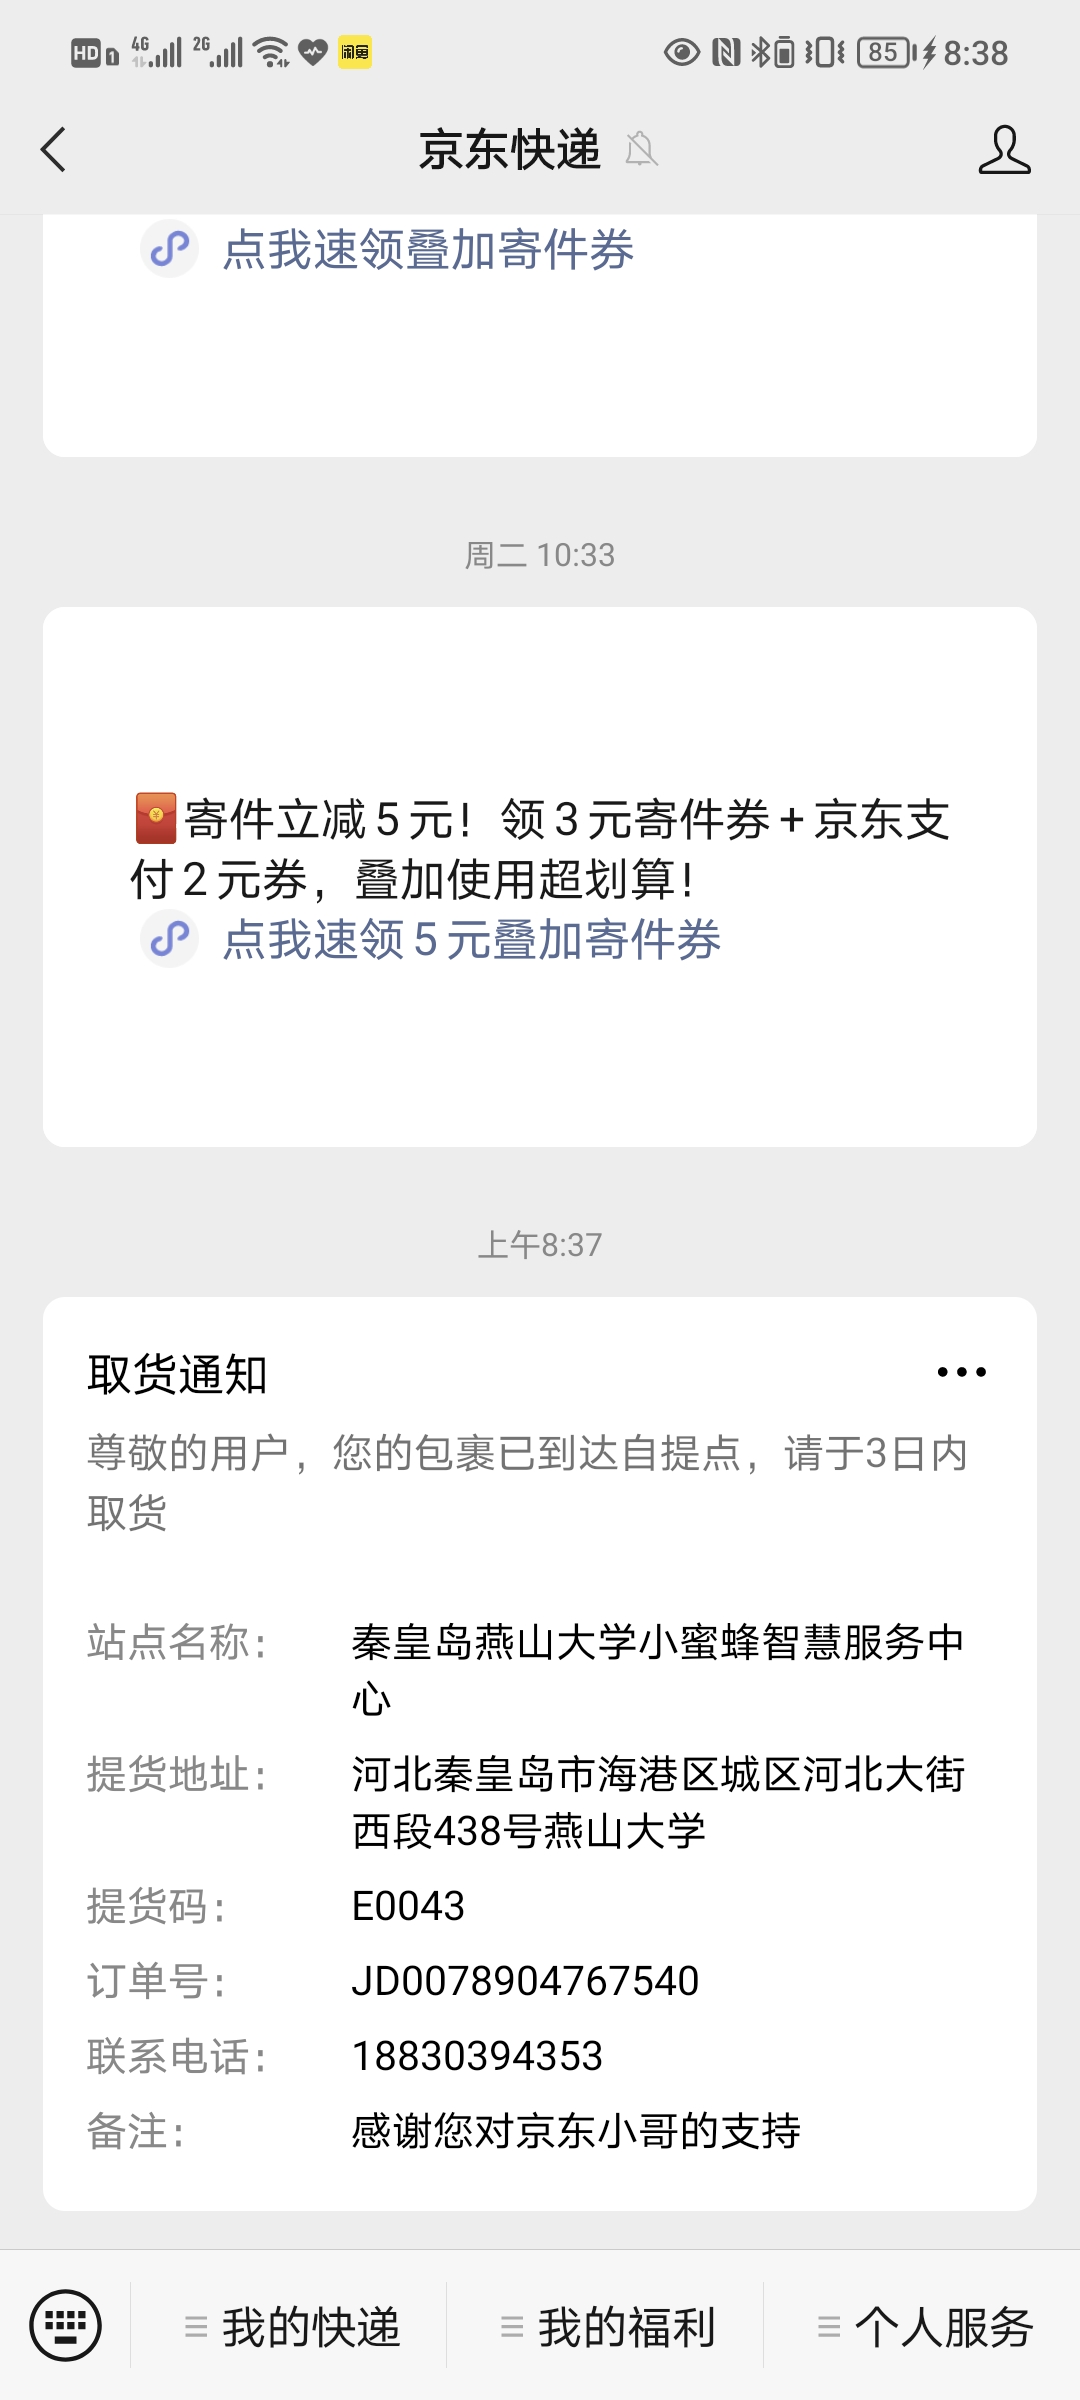 HD 1 4G 2G 闲鱼 85 8:38
京东快递
点我速领叠加寄件券
周二 10:33
寄件立减5元！领3元寄件券+京东支
付2元券，叠加使用超划算！
点我速领5元叠加寄件券
上午8:37
取货通知
尊敬的用户，您的包裹已到达自提点，请于3日内
取货
站点名称： 秦皇岛燕山大学小蜜蜂智慧服务中
心
提货地址： 河北秦皇岛市海港区城区河北大街
西段438号燕山大学
提货码： E0043
订单号： JD0078904767540
联系电话： 18830394353
备注： 感谢您对京东小哥的支持
我的快递 我的福利 个人服务